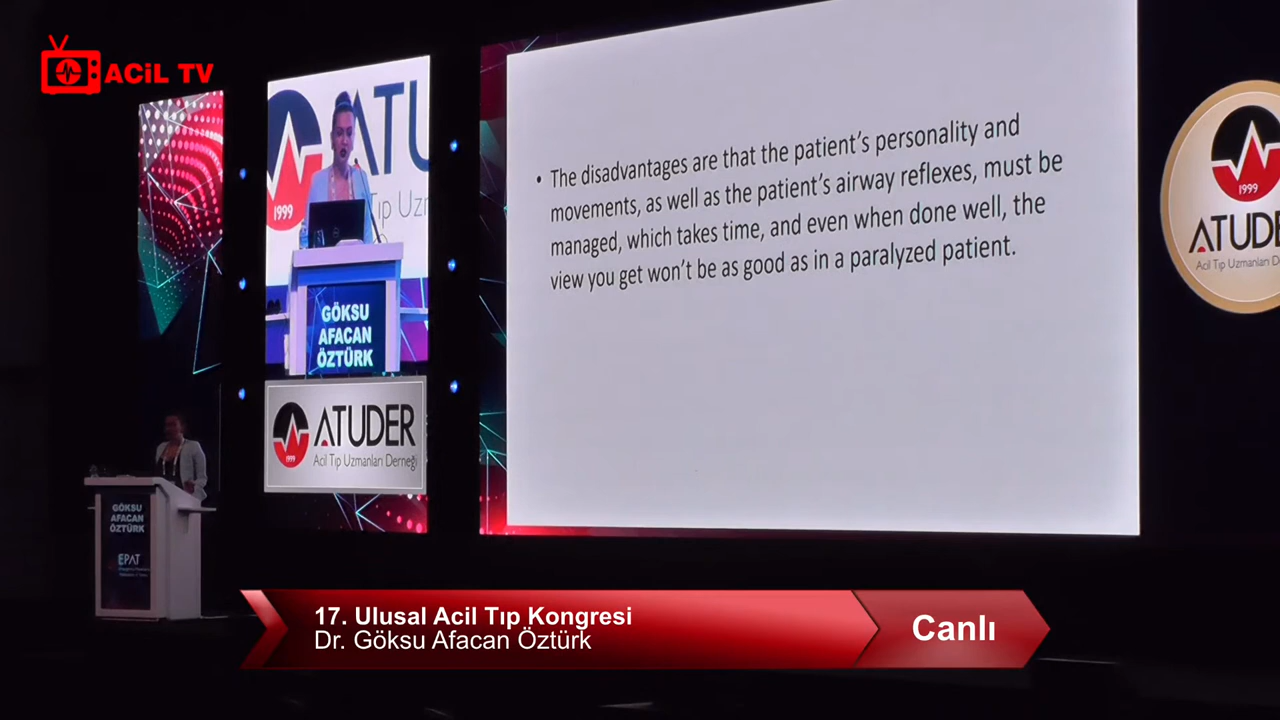 ACiL TV
ATU
1999
Tıp Uz
GÖKSU
AFACAN
ÖZTÜRK
ATUDER
1999
Acil Tıp Uzmanları Derneği
• The disadvantages are that the patient's personality and
movements, as well as the patient's airway reflexes, must be
managed, which takes time, and even when done well, the
view you get won't be as good as in a paralyzed patient.
1999
ATUDE
Acil Tıp Uzmanları De
GÖKSU
AFACAN
ÖZTÜRK
EPAT
17. Ulusal Acil Tıp Kongresi
Dr. Göksu Afacan Öztürk
Canlı